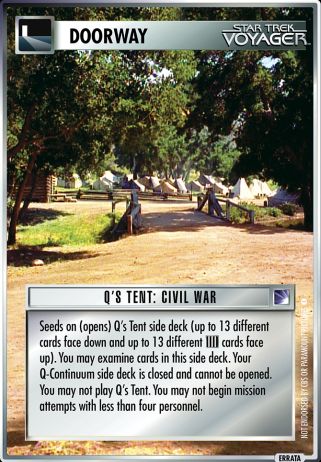 DOORWAY
STAR TREK
VOYAGER
Q'S TENT: CIVIL WAR
Seeds on (opens) Q's Tent side deck (up to 13 different
cards face down and up to 13 different cards face
up). You may examine cards in this side deck. Your
Q-Continuum side deck is closed and cannot be opened.
You may not play Q's Tent. You may not begin mission
attempts with less than four personnel.
NOT ENDORSED BY CBS OR PARAMOUNT PICTURES
ERRATA